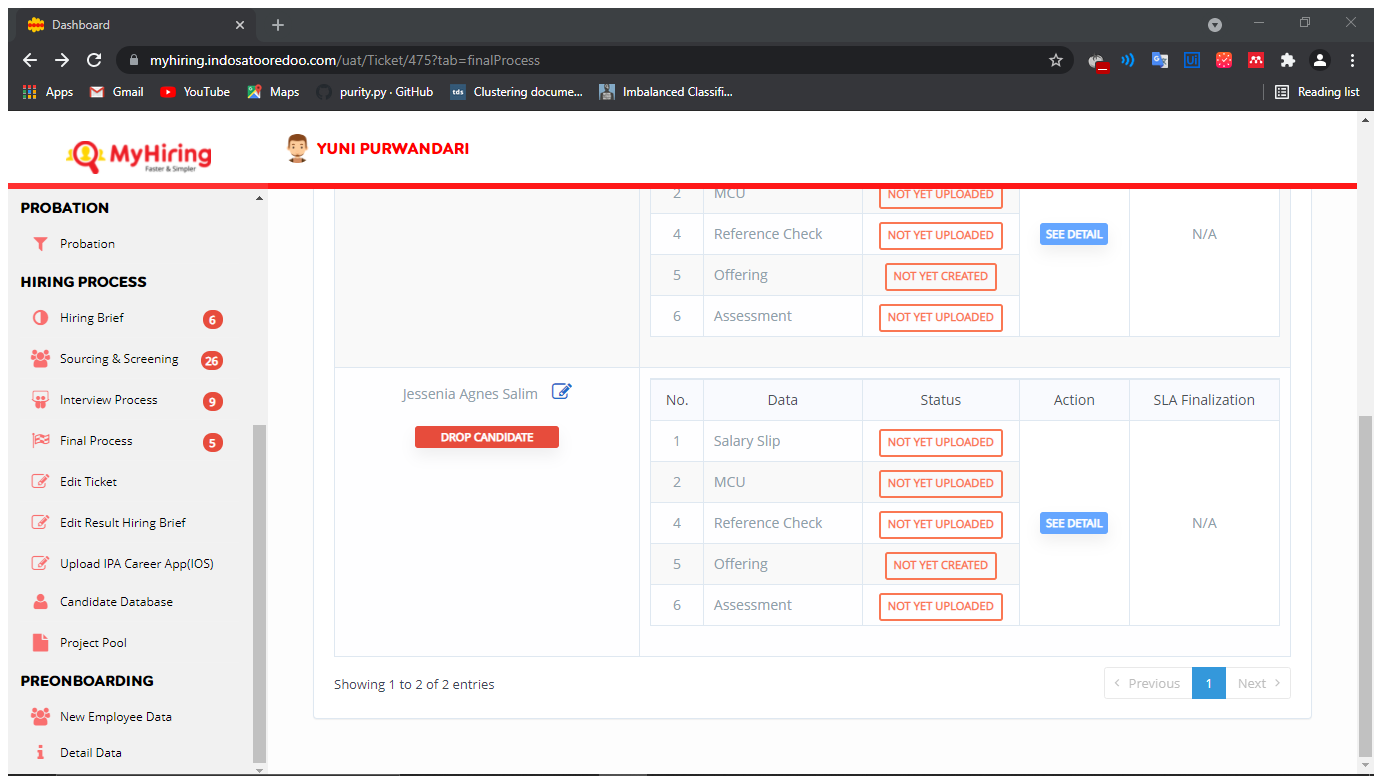 Dashboard
myhiring.indosatooredoo.com/uat/Ticket/475?tab=finalProcess
Apps Gmail YouTube Maps purity.py · GitHub tds Clustering docume... Imbalanced Classifi... Reading list
MyHiring
Faster & Simpler
YUNI PURWANDARI
PROBATION
Probation
HIRING PROCESS
Hiring Brief 6
Sourcing & Screening 26
Interview Process 9
Final Process 5
Edit Ticket
Edit Result Hiring Brief
Upload IPA Career App(IOS)
Candidate Database
Project Pool
PREONBOARDING
New Employee Data
Detail Data
2 MCU NOT YET UPLOADED
4 Reference Check NOT YET UPLOADED SEE DETAIL N/A
5 Offering NOT YET CREATED
6 Assessment NOT YET UPLOADED
Jessenia Agnes Salim
DROP CANDIDATE
No. Data Status Action SLA Finalization
1 Salary Slip NOT YET UPLOADED
2 MCU NOT YET UPLOADED
4 Reference Check NOT YET UPLOADED SEE DETAIL N/A
5 Offering NOT YET CREATED
6 Assessment NOT YET UPLOADED
Showing 1 to 2 of 2 entries
Previous 1 Next